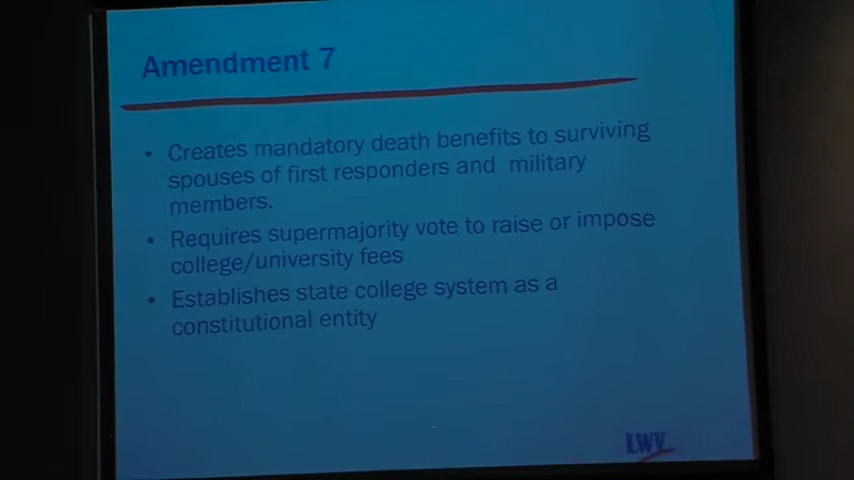 Amendment 7
• Creates mandatory death benefits to surviving
spouses of first responders and military
members.
• Requires supermajority vote to raise or impose
college/university fees
• Establishes state college system as a
constitutional entity
LWV